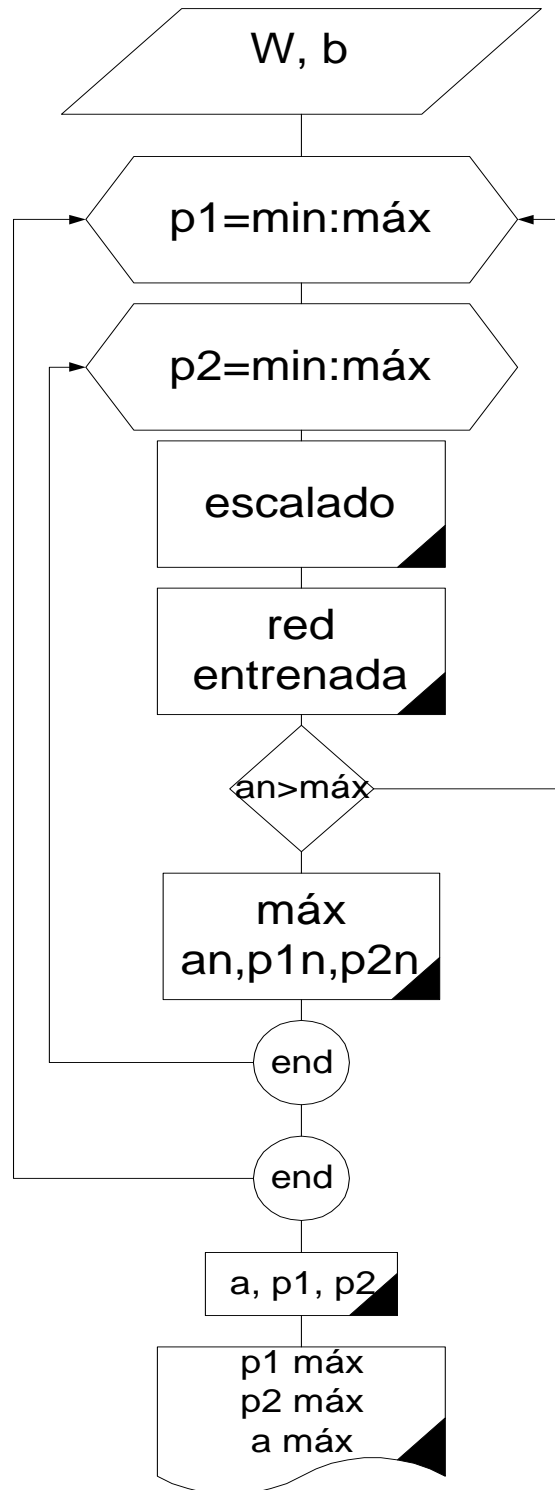 W, b
p1=min:máx
p2=min:máx
escalado
red
entrenada
an>máx
máx
an,p1n,p2n
end
end
a, p1, p2
p1 máx
p2 máx
a máx